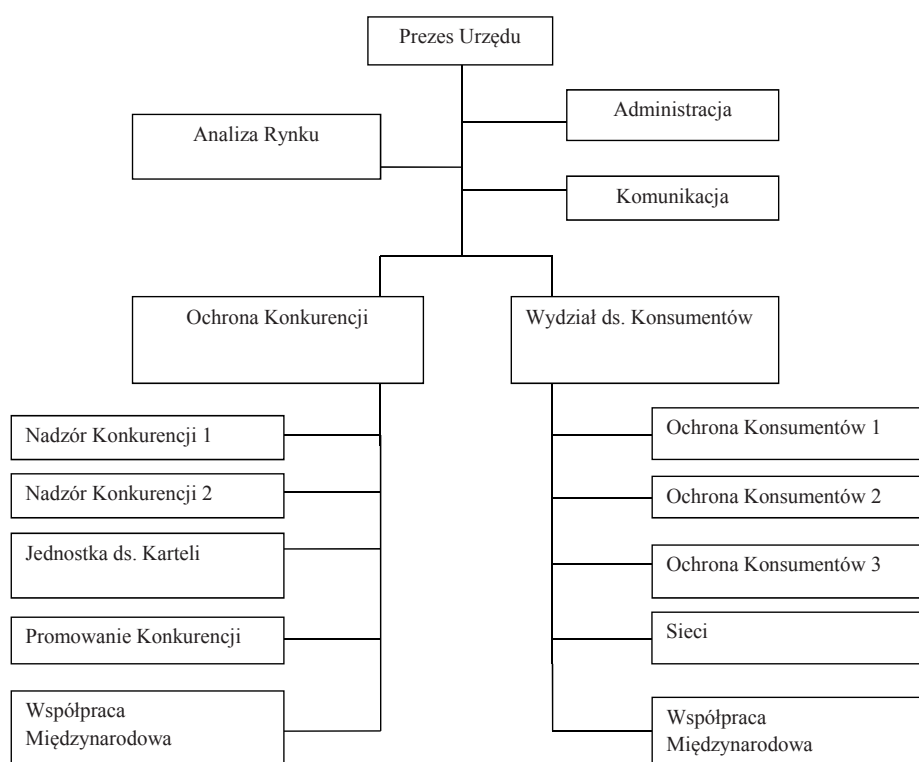 Prezes Urzędu
Administracja
Analiza Rynku
Komunikacja
Ochrona Konkurencji
Wydział ds. Konsumentów
Nadzór Konkurencji 1
Nadzór Konkurencji 2
Jednostka ds. Karteli
Promowanie Konkurencji
Współpraca
Międzynarodowa
Ochrona Konsumentów 1
Ochrona Konsumentów 2
Ochrona Konsumentów 3
Sieci
Współpraca
Międzynarodowa